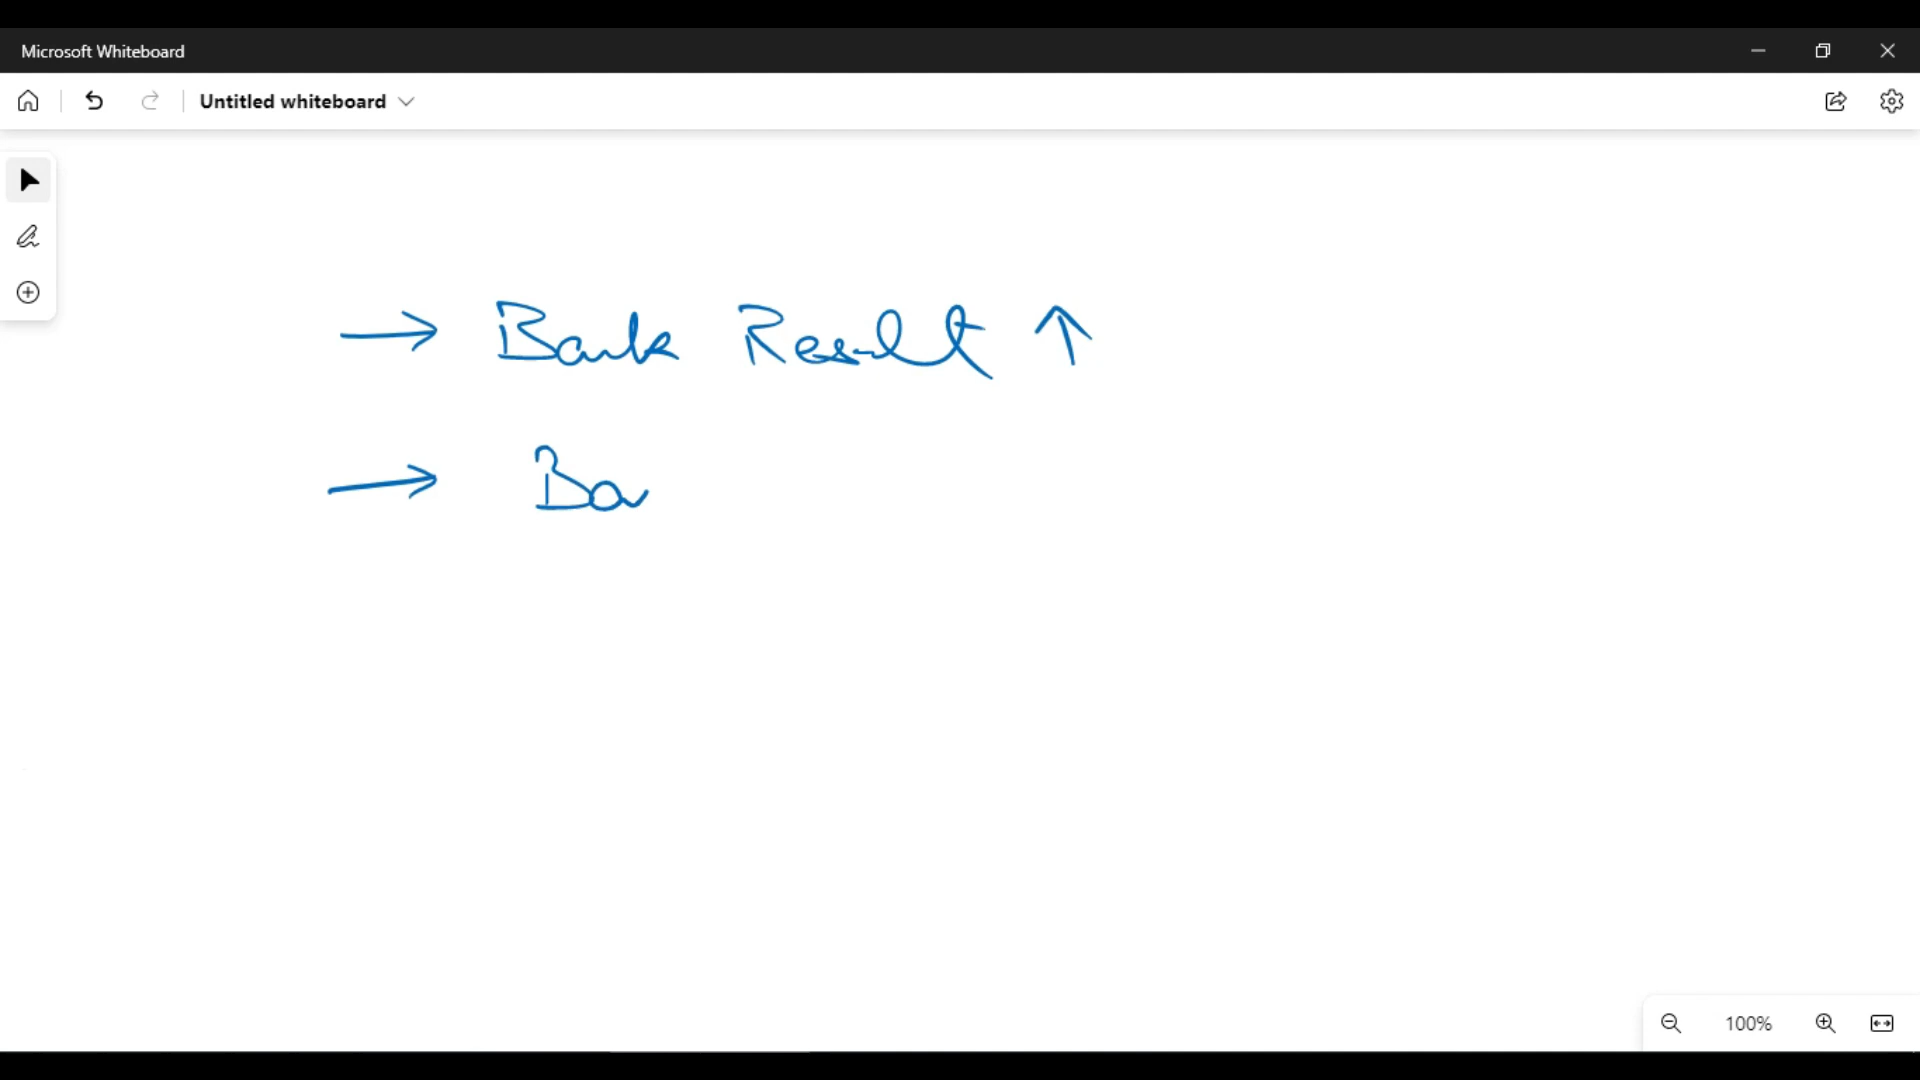 Microsoft Whiteboard
Untitled whiteboard
→ Bank Result ↑
→ Ba
100%